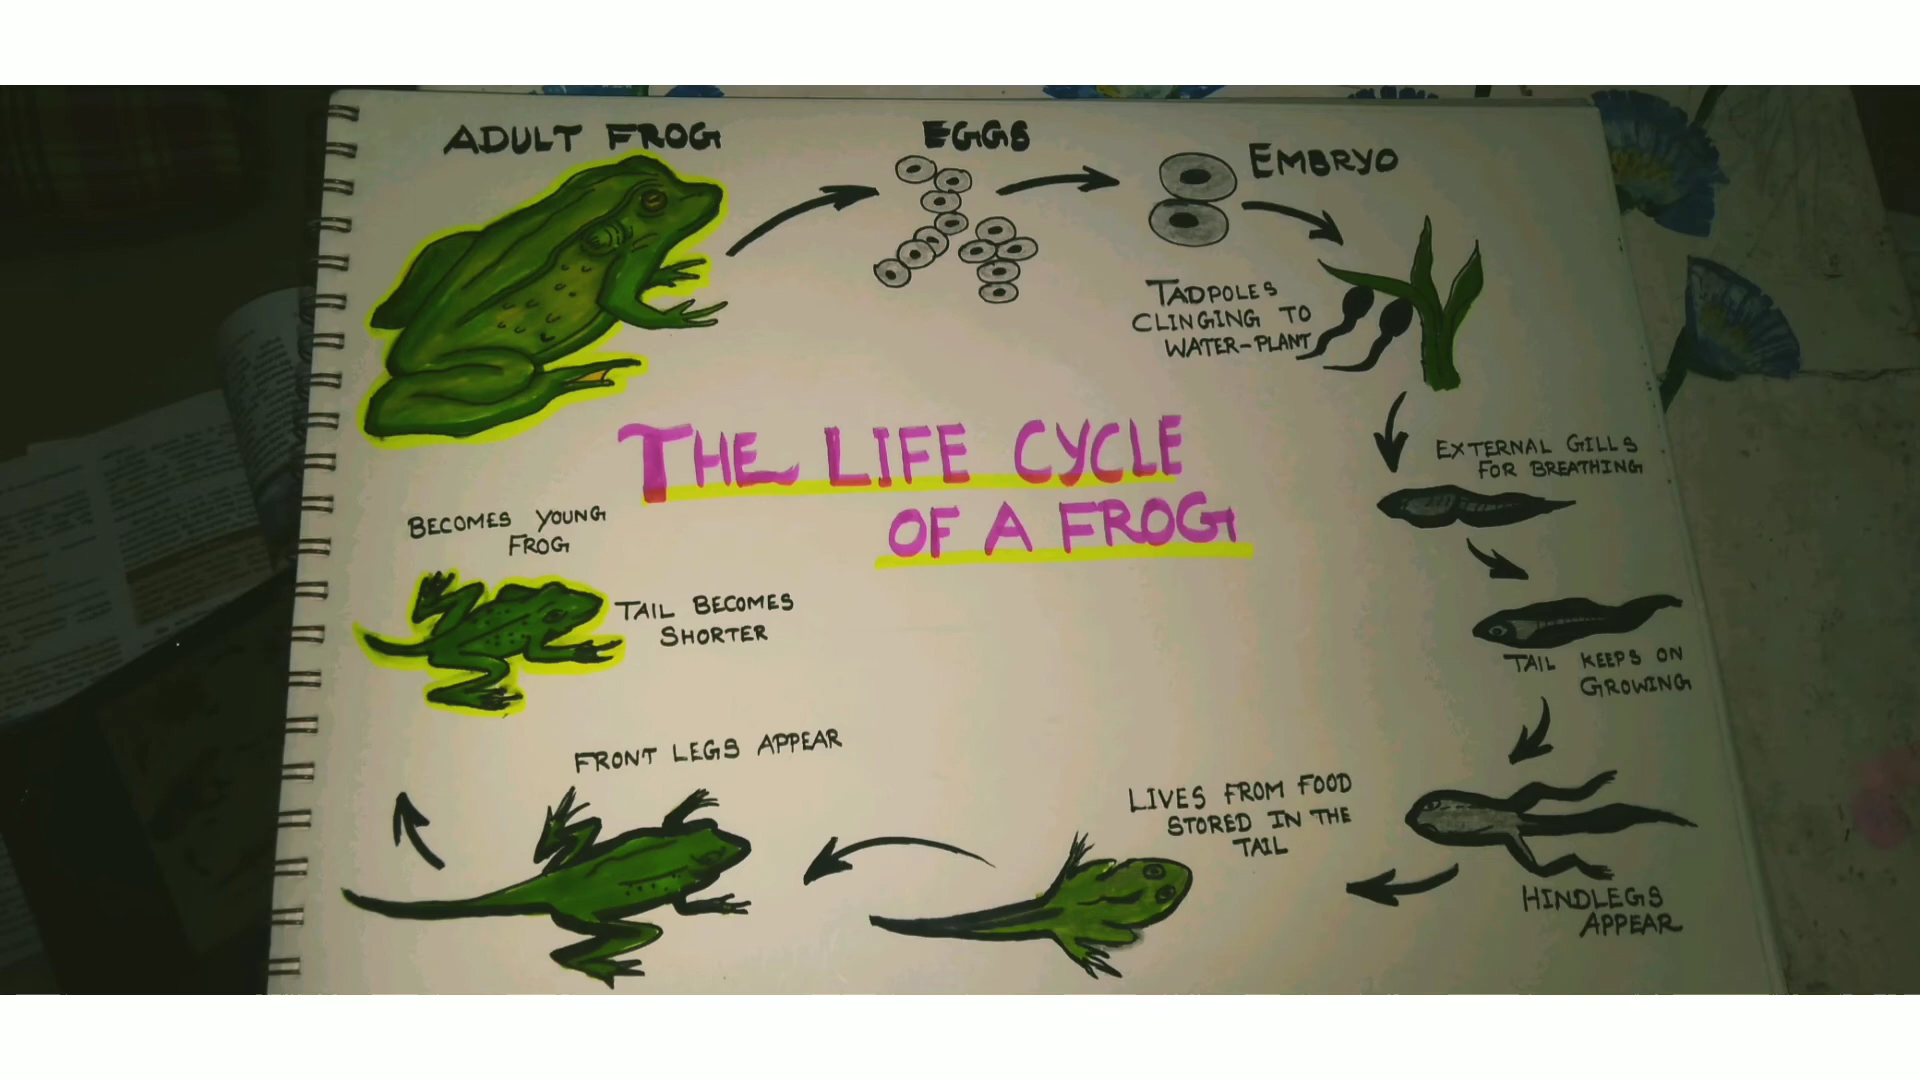 ADULT FROG
EGGS
EMBRYO
TADPOLES
CLINGING TO
WATER-PLANT
EXTERNAL GILLS
FOR BREATHING
TAIL KEEPS ON
GROWING
HINDLEGS
APPEAR
LIVES FROM FOOD
STORED IN THE
TAIL
FRONT LEGS APPEAR
TAIL BECOMES
SHORTER
BECOMES YOUNG
FROG
THE LIFE CYCLE
OF A FROG